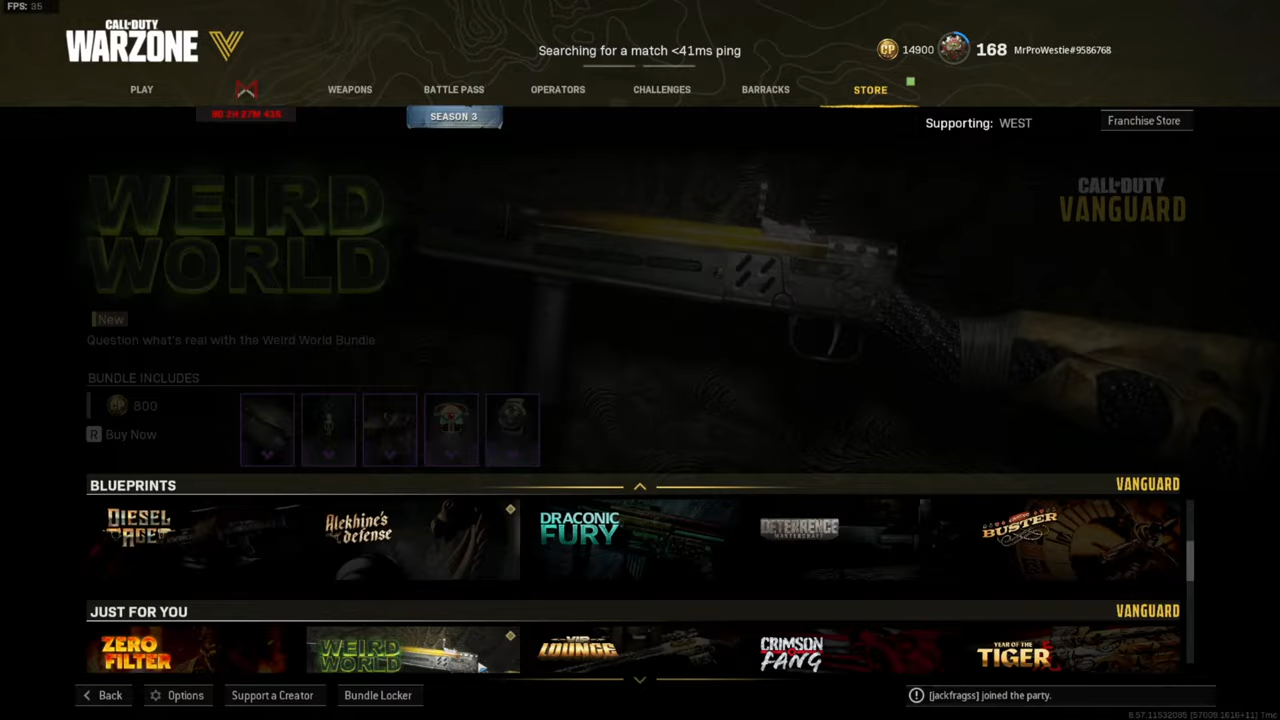 FPS: 35
CALL OF DUTY
WARZONE
Searching for a match <41ms ping
CP 14900
168
MrProWestie#9586768
PLAY
WEAPONS
BATTLE PASS
OPERATORS
CHALLENGES
BARRACKS
STORE
SEASON 3
Supporting: WEST
Franchise Store
WEIRD
WORLD
CALL OF DUTY
VANGUARD
New
Question what's real with the Weird World Bundle
BUNDLE INCLUDES
CP 800
R Buy Now
BLUEPRINTS
VANGUARD
DIESEL
Alekhine's
defense
DRACONIC
FURY
DETERRENCE
MASTERCRAFT
BUSTER
JUST FOR YOU
VANGUARD
ZERO
FILTER
WEIRD
WORLD
VIP
LOUNGE
CRIMSON
FANG
YEAR OF THE
TIGER
Back
Options
Support a Creator
Bundle Locker
[jackfragss] joined the party.